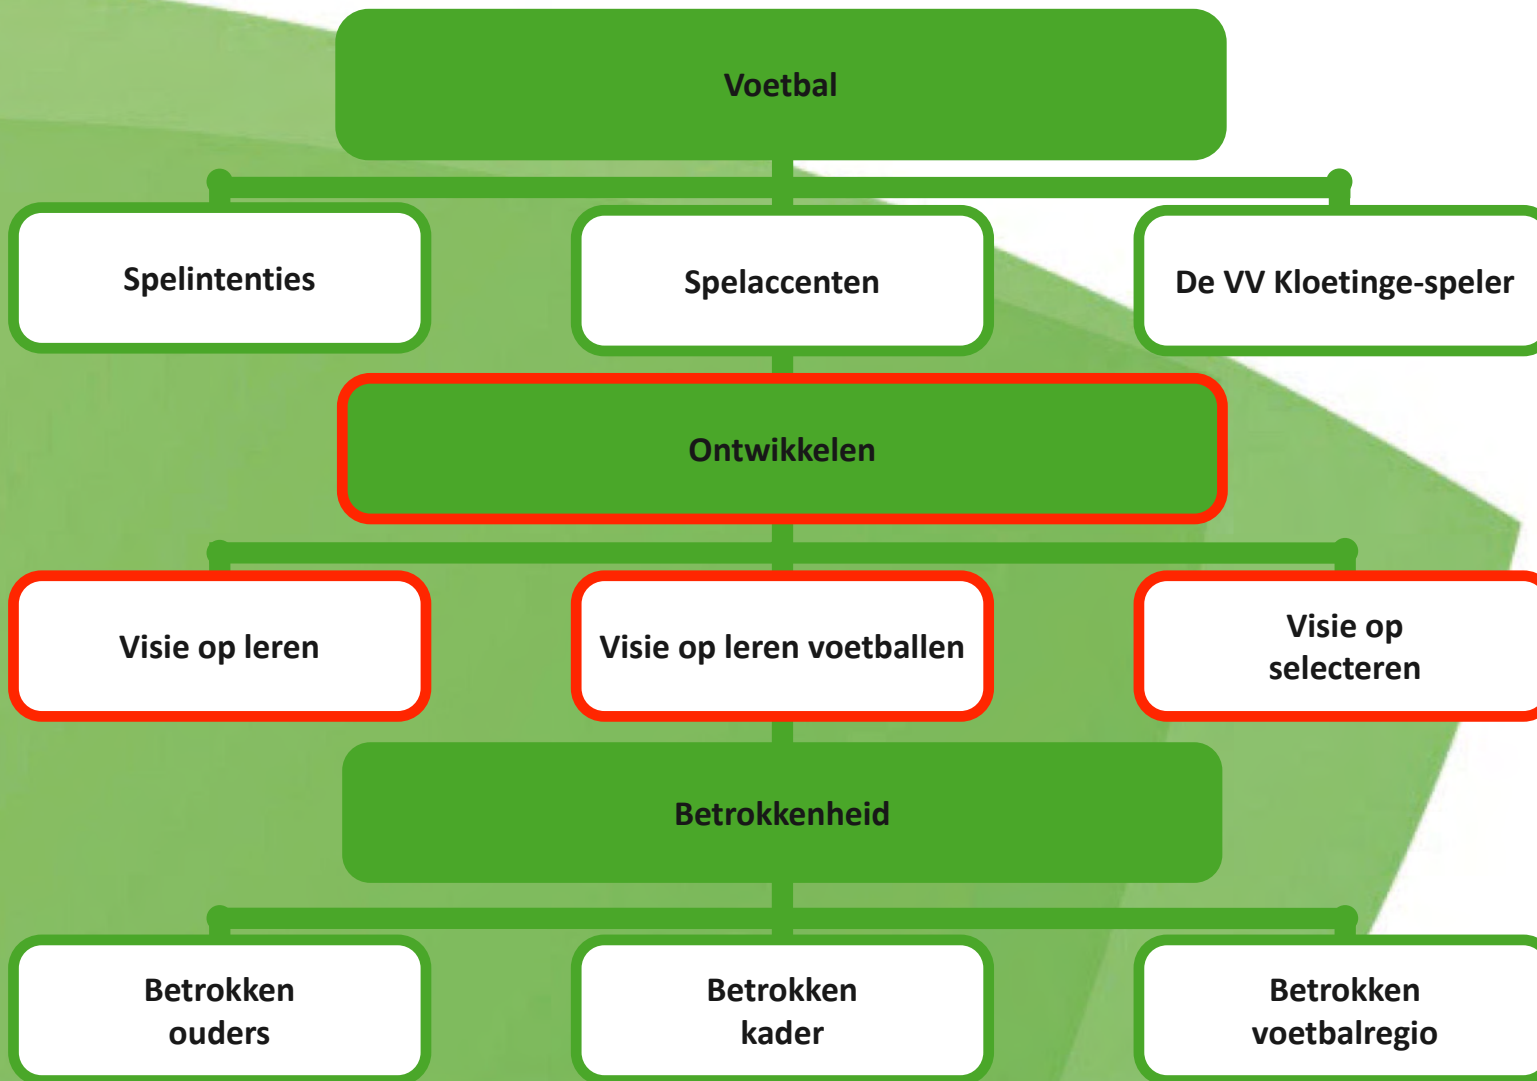 Voetbal
Spelintenties
Spelaccenten
De VV Kloetinge-speler
Ontwikkelen
Visie op leren
Visie op leren voetballen
Visie op
selecteren
Betrokkenheid
Betrokken
ouders
Betrokken
kader
Betrokken
voetbalregio